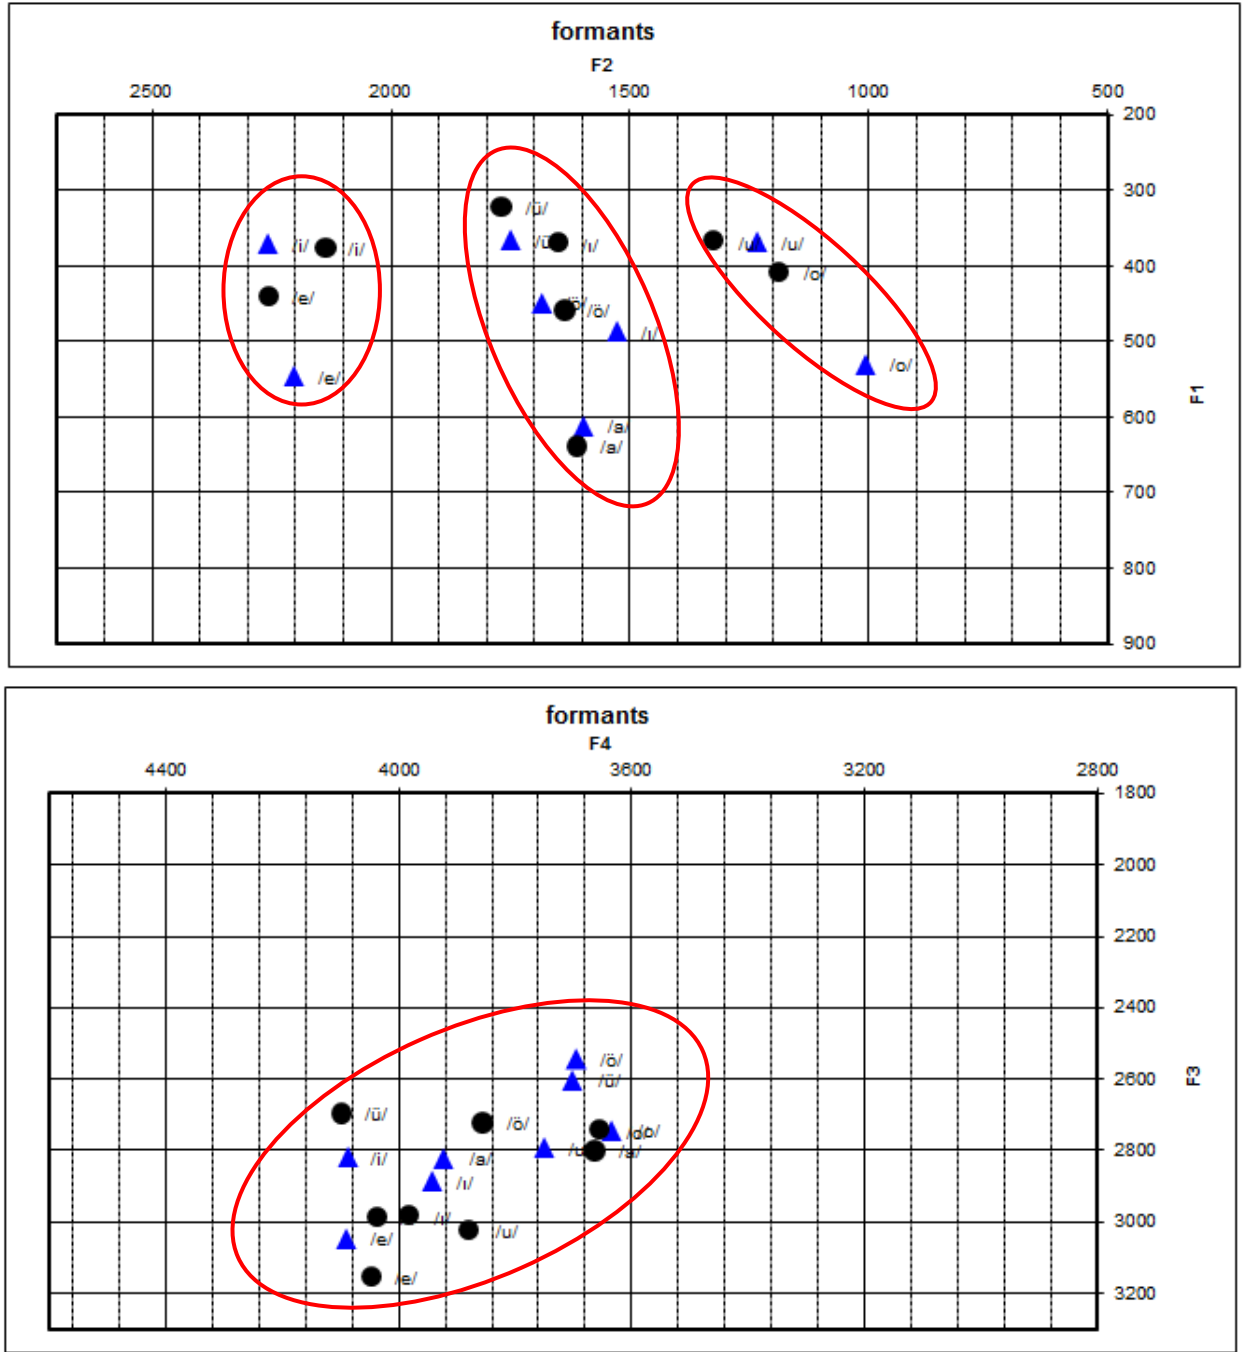 formants
F2
2500 2000 1500 1000 500
200
/ü/
300
/i/ /i/ /ü/ /ı/ /u/ /u/
/o/
400
/e/
/ö/ /ö/
/ı/
500
/e/ /o/
F1
600
/a/
/a/
700
800
900
formants
F4
4400 4000 3600 3200 2800
1800
2000
2200
2400
/ö/
2600
/ü/
F3
/ü/
/ö/
/o/ /o/
2800
/i/ /a/ /u/ /a/
/ı/
3000
/ı/ /u/
/e/
/e/
3200